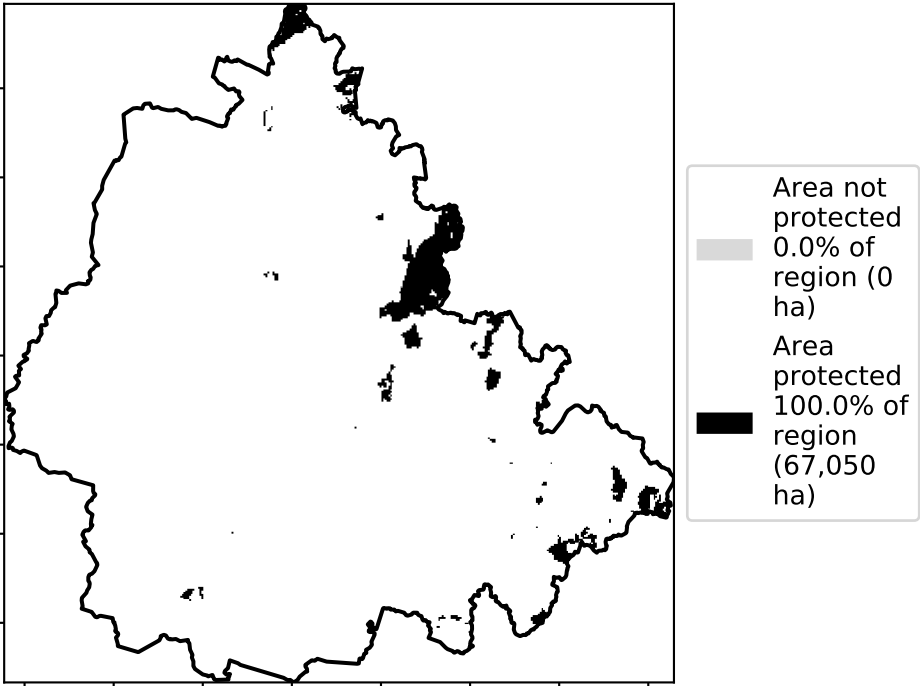 Area not
protected
0.0% of
region (0
ha)
Area
protected
100.0% of
region
(67,050
ha)